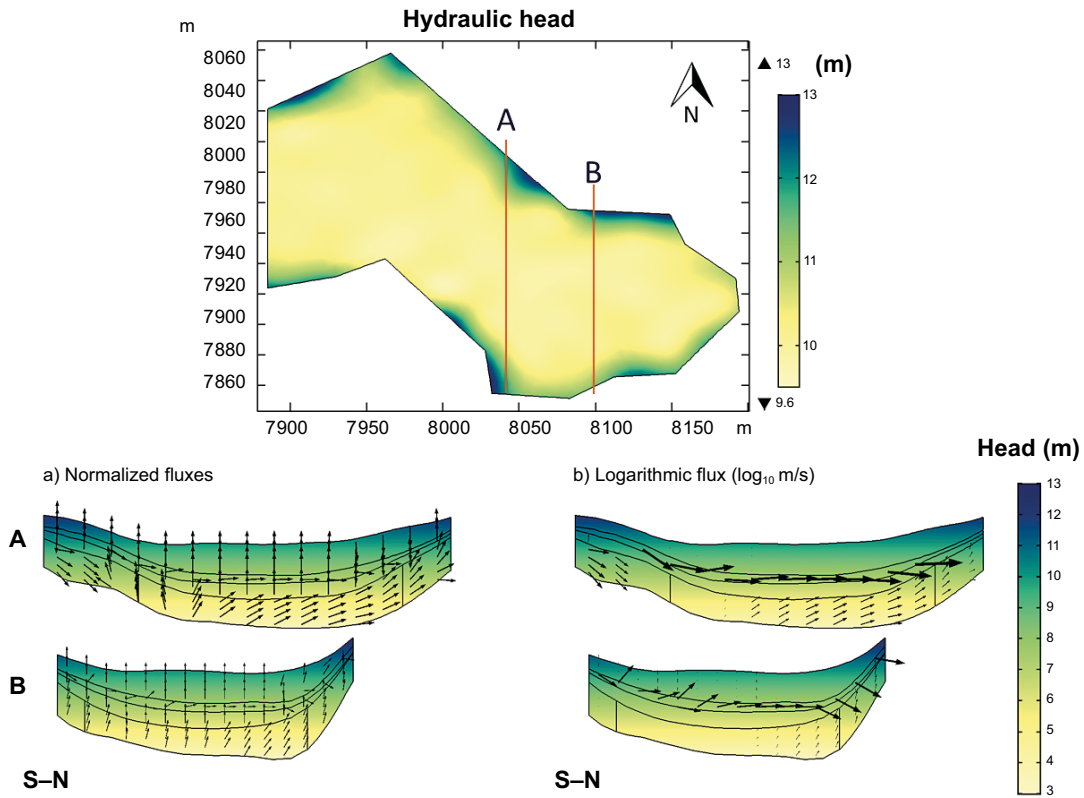 Hydraulic head
m
(m)
13
13
12
11
10
9.6
N
A
B
8060
8040
8020
8000
7980
7960
7940
7920
7900
7880
7860
7900 7950 8000 8050 8100 8150 m
Head (m)
a) Normalized fluxes
b) Logarithmic flux (log₁₀ m/s)
A
B
S–N
S–N
13
12
11
10
9
8
7
6
5
4
3